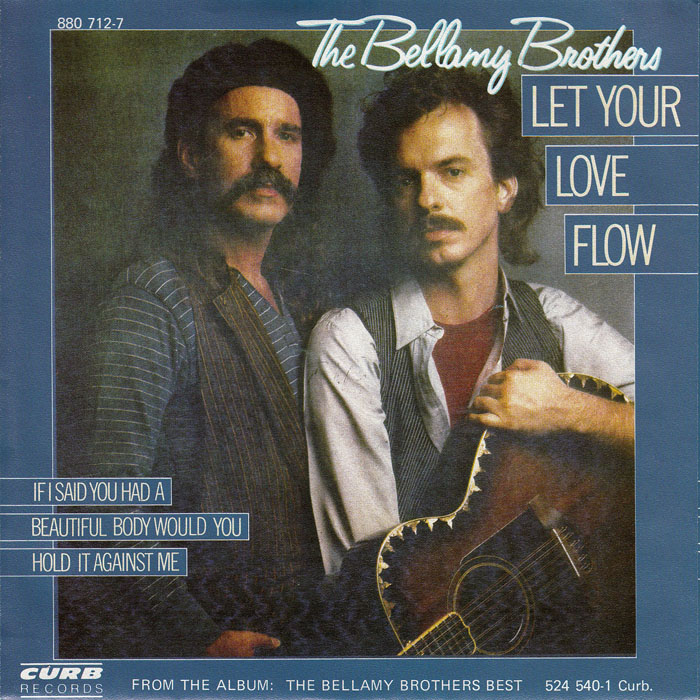 880 712-7
The Bellamy Brothers
LET YOUR
LOVE
FLOW
IF I SAID YOU HAD A
BEAUTIFUL BODY WOULD YOU
HOLD IT AGAINST ME
CURB
RECORDS
FROM THE ALBUM: THE BELLAMY BROTHERS BEST 524 540-1 Curb.